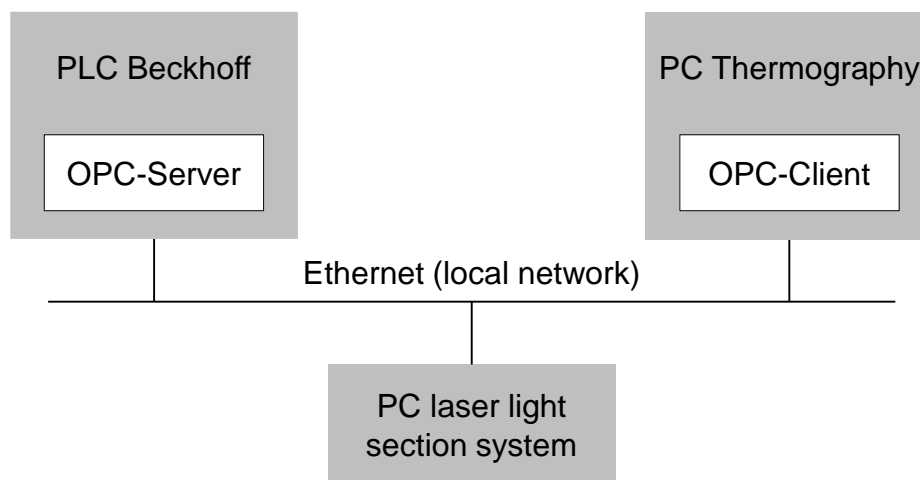 PLC Beckhoff
OPC-Server
PC Thermography
OPC-Client
Ethernet (local network)
PC laser light
section system